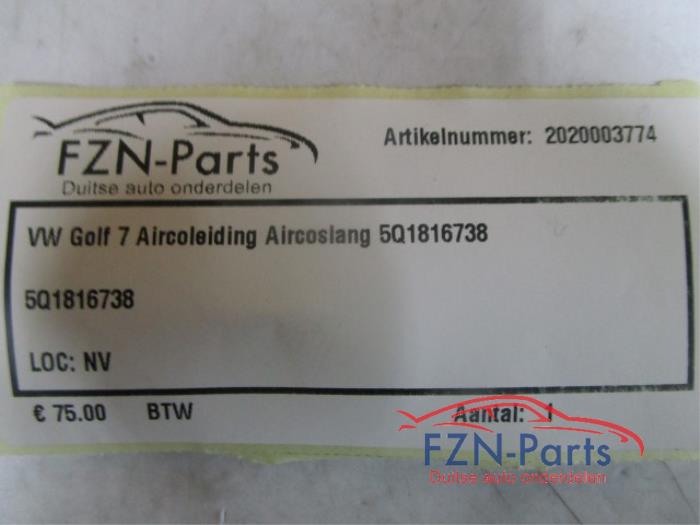 FZN-Parts
Duitse auto onderdelen
Artikelnummer: 2020003774
VW Golf 7 Aircoleiding Aircoslang 5Q1816738
5Q1816738
LOC: NV
€ 75.00 BTW Aantal: 1
FZN-Parts
Duitse auto onderdelen